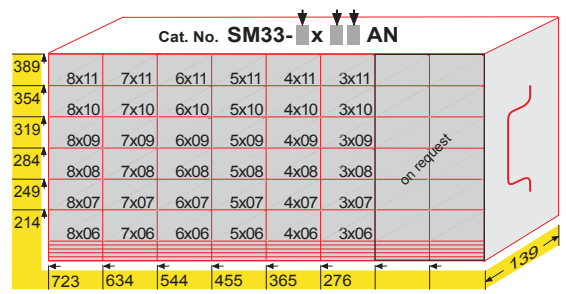 Cat. No. SM33- x AN
389
8x11 7x11 6x11 5x11 4x11 3x11
354
8x10 7x10 6x10 5x10 4x10 3x10
319
8x09 7x09 6x09 5x09 4x09 3x09
on request
284
8x08 7x08 6x08 5x08 4x08 3x08
249
8x07 7x07 6x07 5x07 4x07 3x07
214
8x06 7x06 6x06 5x06 4x06 3x06
139
723 634 544 455 365 276